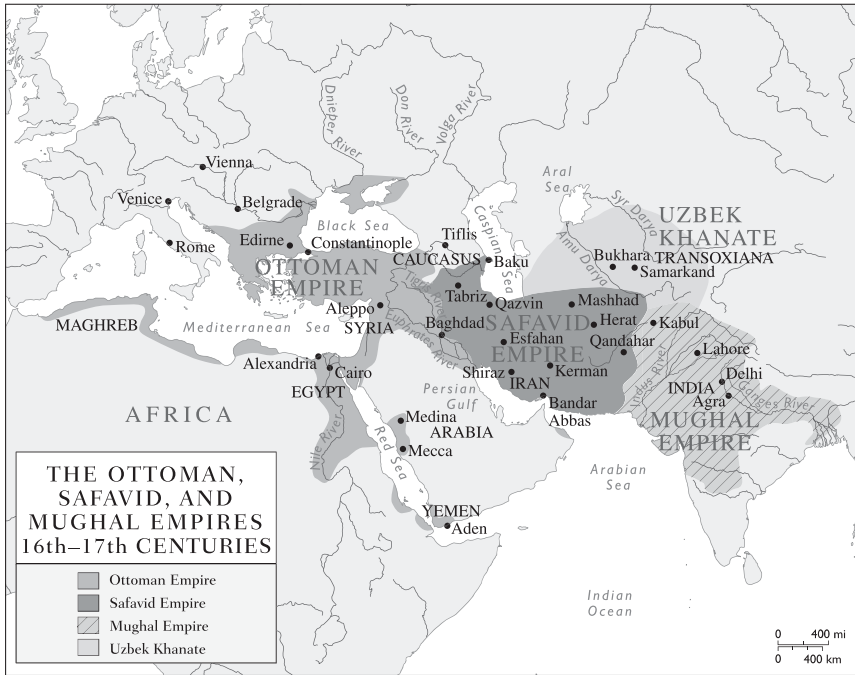 Dnieper River
Don River
Volga River
Vienna
Aral
Sea
Syr Darya
Venice
Belgrade
UZBEK
KHANATE
Black Sea
Caspian Sea
Tiflis
Amu Darya
Rome
Edirne
Constantinople
CAUCASUS
Baku
Bukhara
TRANSOXIANA
Samarkand
OTTOMAN
EMPIRE
Tigris River
Tabriz
Qazvin
Mashhad
Aleppo
MAGHREB
Mediterranean Sea
SYRIA
Euphrates River
Baghdad
SAFAVID
EMPIRE
Herat
Kabul
Esfahan
Qandahar
Lahore
Alexandria
Cairo
Shiraz
IRAN
Kerman
Indus River
Delhi
INDIA
Agra
Ganges River
EGYPT
Persian
Gulf
Bandar
Abbas
AFRICA
Nile River
Red Sea
Medina
ARABIA
Mecca
MUGHAL
EMPIRE
Arabian
Sea
YEMEN
Aden
THE OTTOMAN,
SAFAVID, AND
MUGHAL EMPIRES
16th–17th CENTURIES
Ottoman Empire
Safavid Empire
Mughal Empire
Uzbek Khanate
Indian
Ocean
0 400 mi
0 400 km